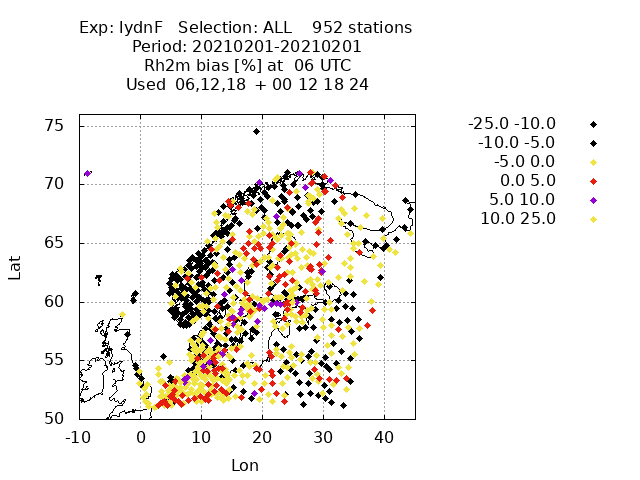 Exp: lydnF   Selection: ALL    952 stations
Period: 20210201-20210201
Rh2m bias [%] at  06 UTC
Used  06,12,18  + 00 12 18 24
-25.0 -10.0
-10.0 -5.0
-5.0 0.0
0.0 5.0
5.0 10.0
10.0 25.0
75
70
65
60
55
50
Lat
-10 0 10 20 30 40
Lon